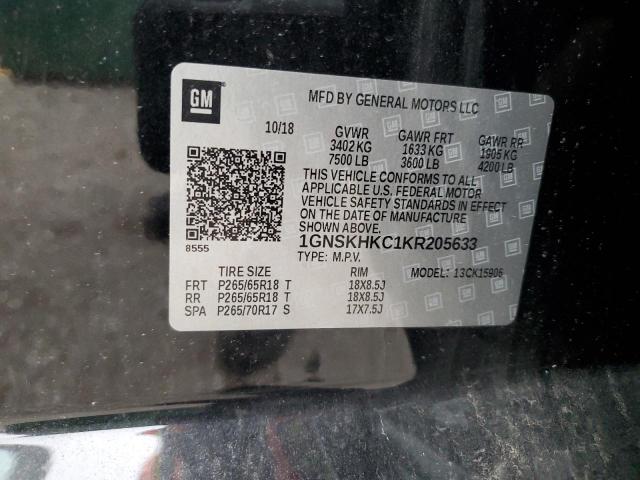 GM
MFD BY GENERAL MOTORS LLC
10/18 GVWR GAWR FRT GAWR RR
3402 KG 1633 KG 1905 KG
7500 LB 3600 LB 4200 LB
THIS VEHICLE CONFORMS TO ALL
APPLICABLE U.S. FEDERAL MOTOR
VEHICLE SAFETY STANDARDS IN EFFECT
ON THE DATE OF MANUFACTURE
SHOWN ABOVE.
8555
1GNSKHKC1KR205633
TYPE: M.P.V. MODEL: 13CK15906
TIRE SIZE RIM
FRT P265/65R18 T 18X8.5J
RR P265/65R18 T 18X8.5J
SPA P265/70R17 S 17X7.5J